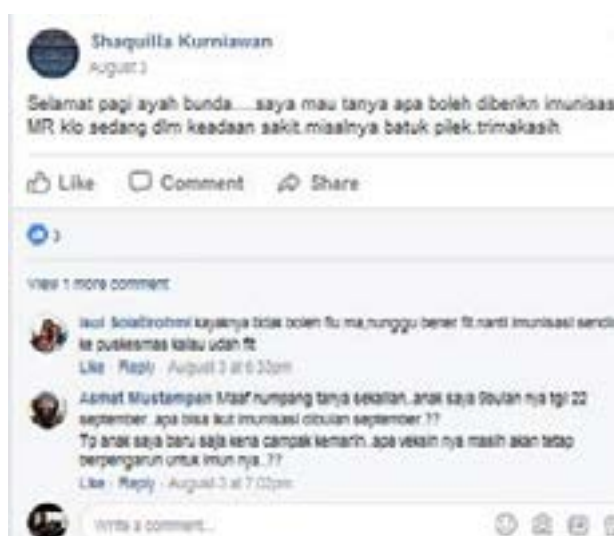 Shaquilla Kurniawan
August 3
Selamat pagi ayah bunda....saya mau tanya apa boleh diberikn imunisas
MR klo sedang dlm keadaan sakit.misalnya batuk pilek.trimakasih
Like Comment Share
3
View 1 more comment
kayaknya tidak boleh flu ma,nunggu bener fit.nanti imunisasi sendiri
ke puskesmas kalau udah fit
Like · Reply · August 3 at 6:32pm
Asmat Mustampan Maaf numpang tanya sekalian..anak saya 9bulan nya tgl 22
september..apa bisa ikut imunisasi dibulan september.??
Tp anak saya baru saja kena campak kemarin..apa veksin nya masih akan tetap
berpengaruh untuk imun nya..??
Like · Reply · August 3 at 7:02pm
Write a comment...